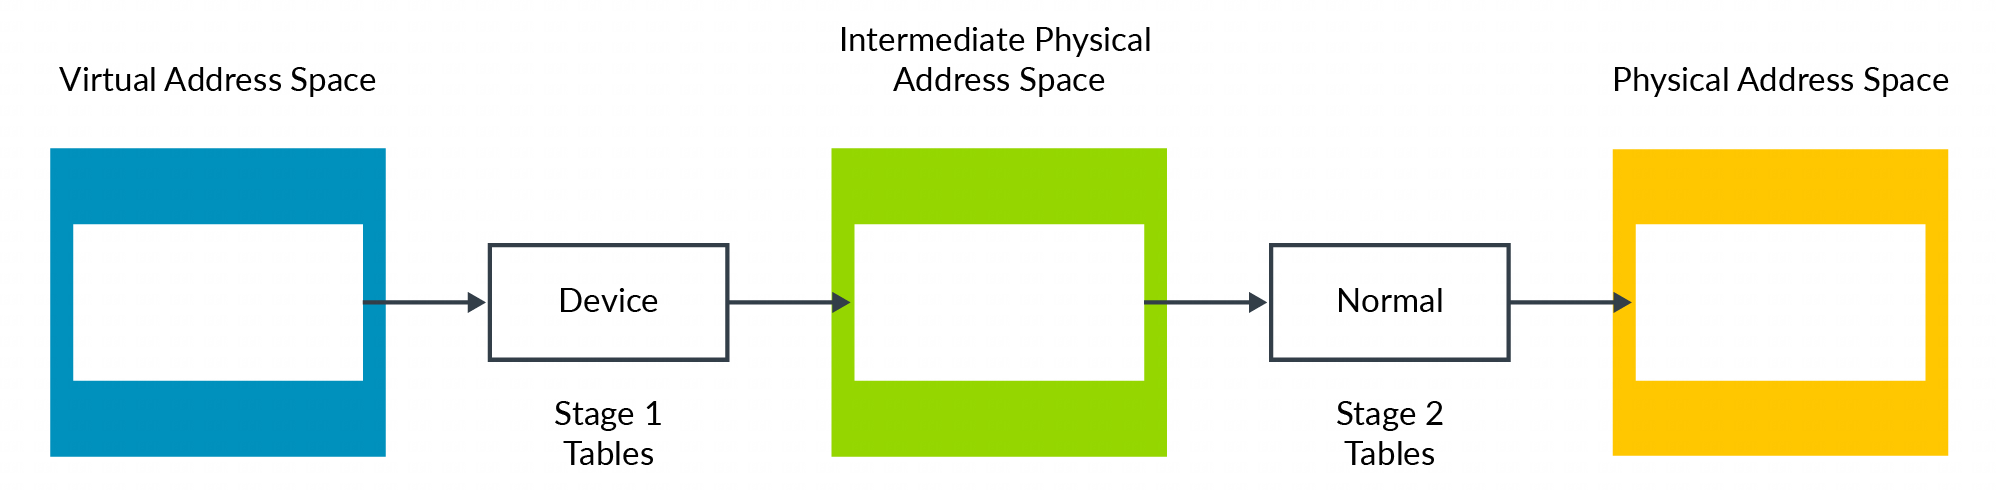 Virtual Address Space
Intermediate Physical
Address Space
Physical Address Space
Device
Normal
Stage 1
Tables
Stage 2
Tables